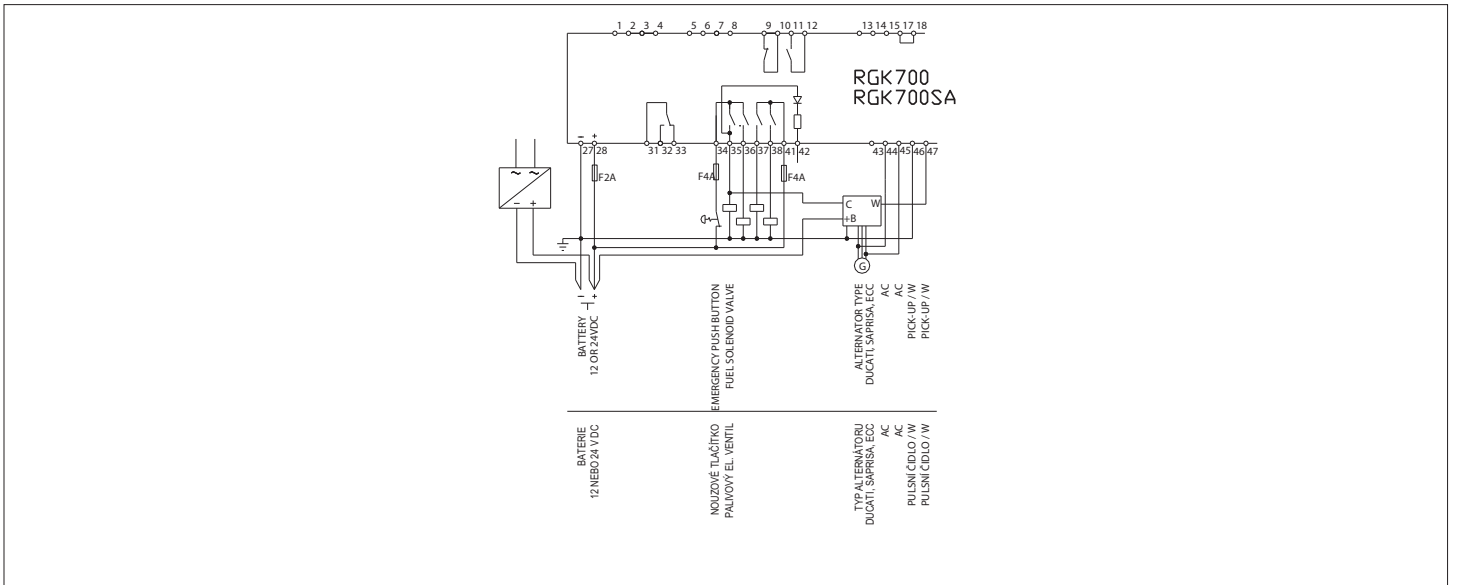 1 2 3 4 5 6 7 8 9 10 11 12 13 14 15 17 18
RGK700
RGK700SA
− +
27 28 31 32 33 34 35 36 37 38 41 42 43 44 45 46 47
~ ~
− +
F2A
F4A
F4A
C W
+B
G
− +
BATTERY
12 OR 24VDC
EMERGENCY PUSH BUTTON
FUEL SOLENOID VALVE
ALTERNATOR TYPE
DUCATI, SAPRISA, ECC
AC
AC
PICK-UP / W
PICK-UP / W
BATERIE
12 NEBO 24 V DC
NOUZOVÉ TLAČÍTKO
PALIVOVÝ EL. VENTIL
TYP ALTERNÁTORU
DUCATI, SAPRISA, ECC
AC
AC
PULSNÍ ČIDLO / W
PULSNÍ ČIDLO / W